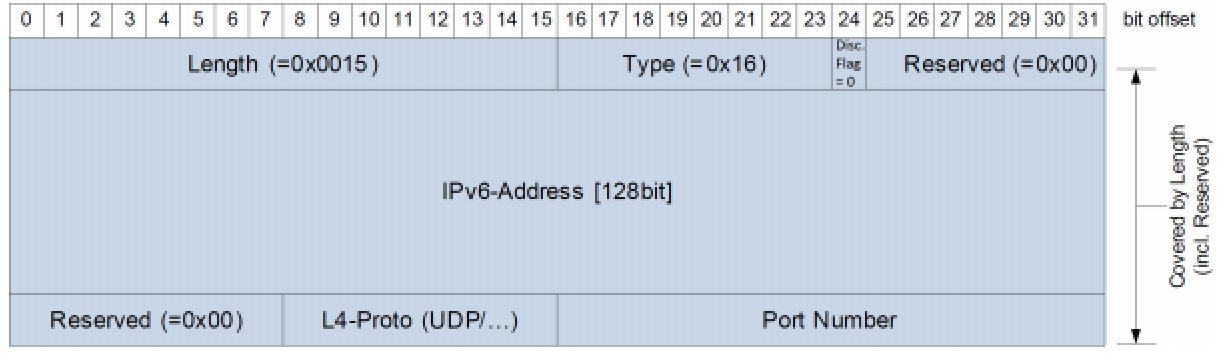 0 1 2 3 4 5 6 7 8 9 10 11 12 13 14 15 16 17 18 19 20 21 22 23 24 25 26 27 28 29 30 31 bit offset
Length (=0x0015) Type (=0x16) Disc. Reserved (=0x00)
Flag
= 0
IPv6-Address [128bit]
Covered by Length
(incl. Reserved)
Reserved (=0x00) L4-Proto (UDP/...) Port Number